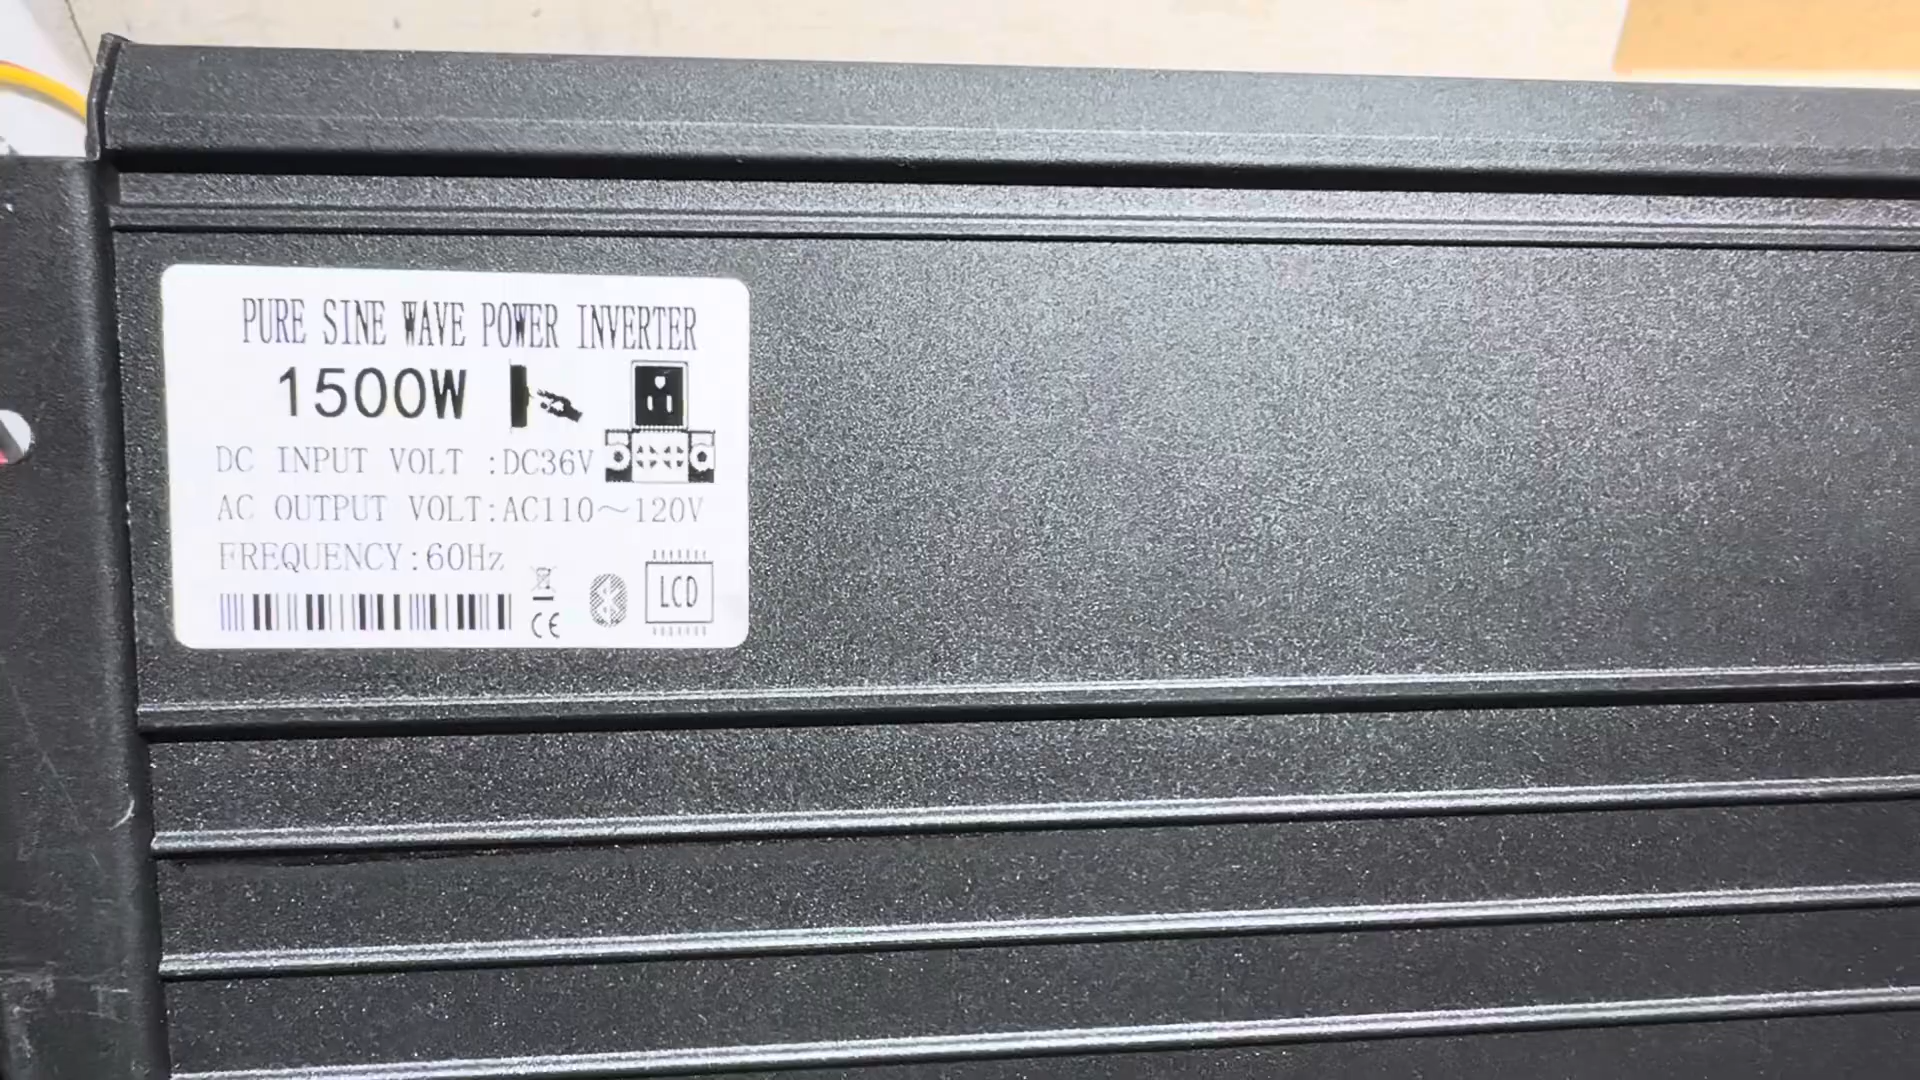 PURE SINE WAVE POWER INVERTER
1500W
DC INPUT VOLT :DC36V
AC OUTPUT VOLT:AC110～120V
FREQUENCY:60Hz
CE
LCD